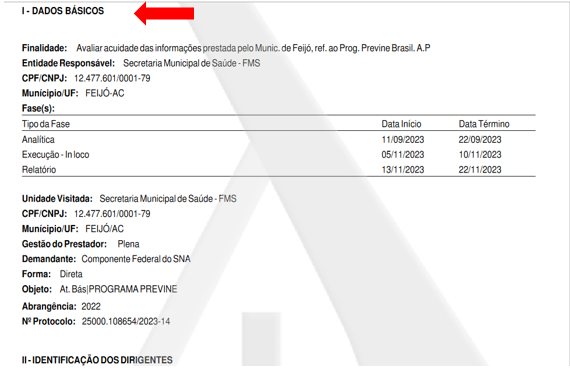 I - DADOS BÁSICOS
Finalidade: Avaliar acuidade das informações prestada pelo Munic. de Feijó, ref. ao Prog. Previne Brasil. A.P
Entidade Responsável: Secretaria Municipal de Saúde - FMS
CPF/CNPJ: 12.477.601/0001-79
Município/UF: FEIJÓ-AC
Fase(s):
Tipo da Fase Data Início Data Término
Analítica 11/09/2023 22/09/2023
Execução - In loco 05/11/2023 10/11/2023
Relatório 13/11/2023 22/11/2023
Unidade Visitada: Secretaria Municipal de Saúde - FMS
CPF/CNPJ: 12.477.601/0001-79
Município/UF: FEIJÓ/AC
Gestão do Prestador: Plena
Demandante: Componente Federal do SNA
Forma: Direta
Objeto: At. Bás|PROGRAMA PREVINE
Abrangência: 2022
Nº Protocolo: 25000.108654/2023-14
II - IDENTIFICAÇÃO DOS DIRIGENTES